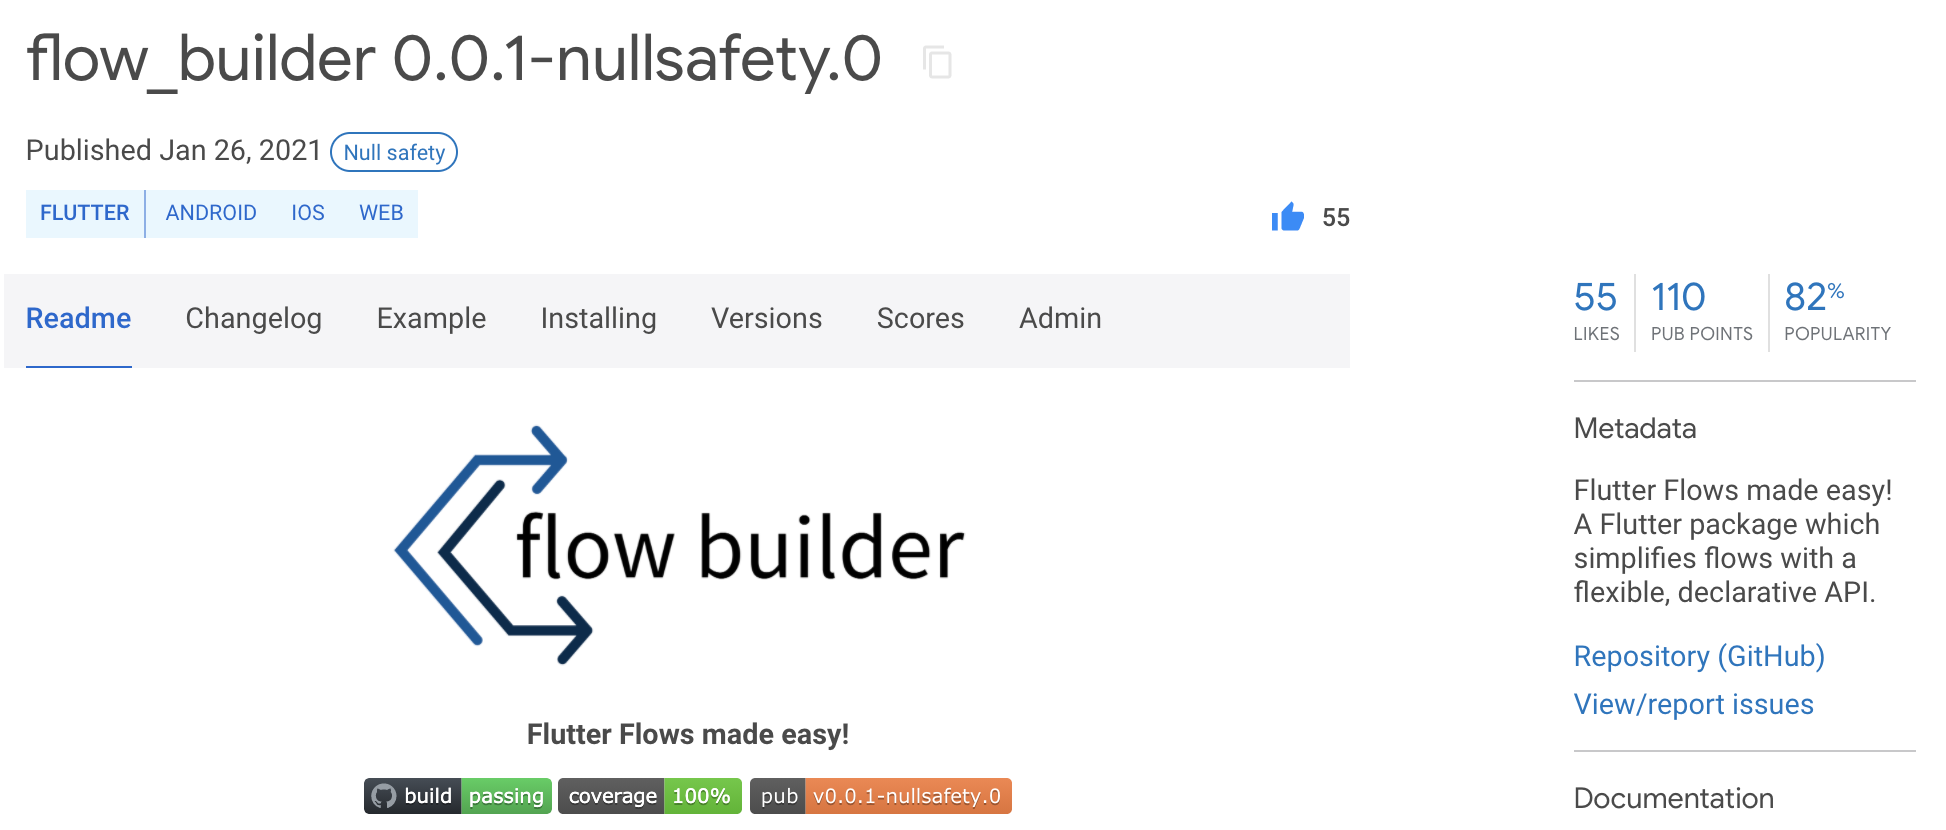 flow_builder 0.0.1-nullsafety.0
Published Jan 26, 2021 Null safety
FLUTTER ANDROID IOS WEB
55
Readme Changelog Example Installing Versions Scores Admin
flow builder
Flutter Flows made easy!
build passing coverage 100% pub v0.0.1-nullsafety.0
55 110 82%
LIKES PUB POINTS POPULARITY
Metadata
Flutter Flows made easy!
A Flutter package which
simplifies flows with a
flexible, declarative API.
Repository (GitHub)
View/report issues
Documentation